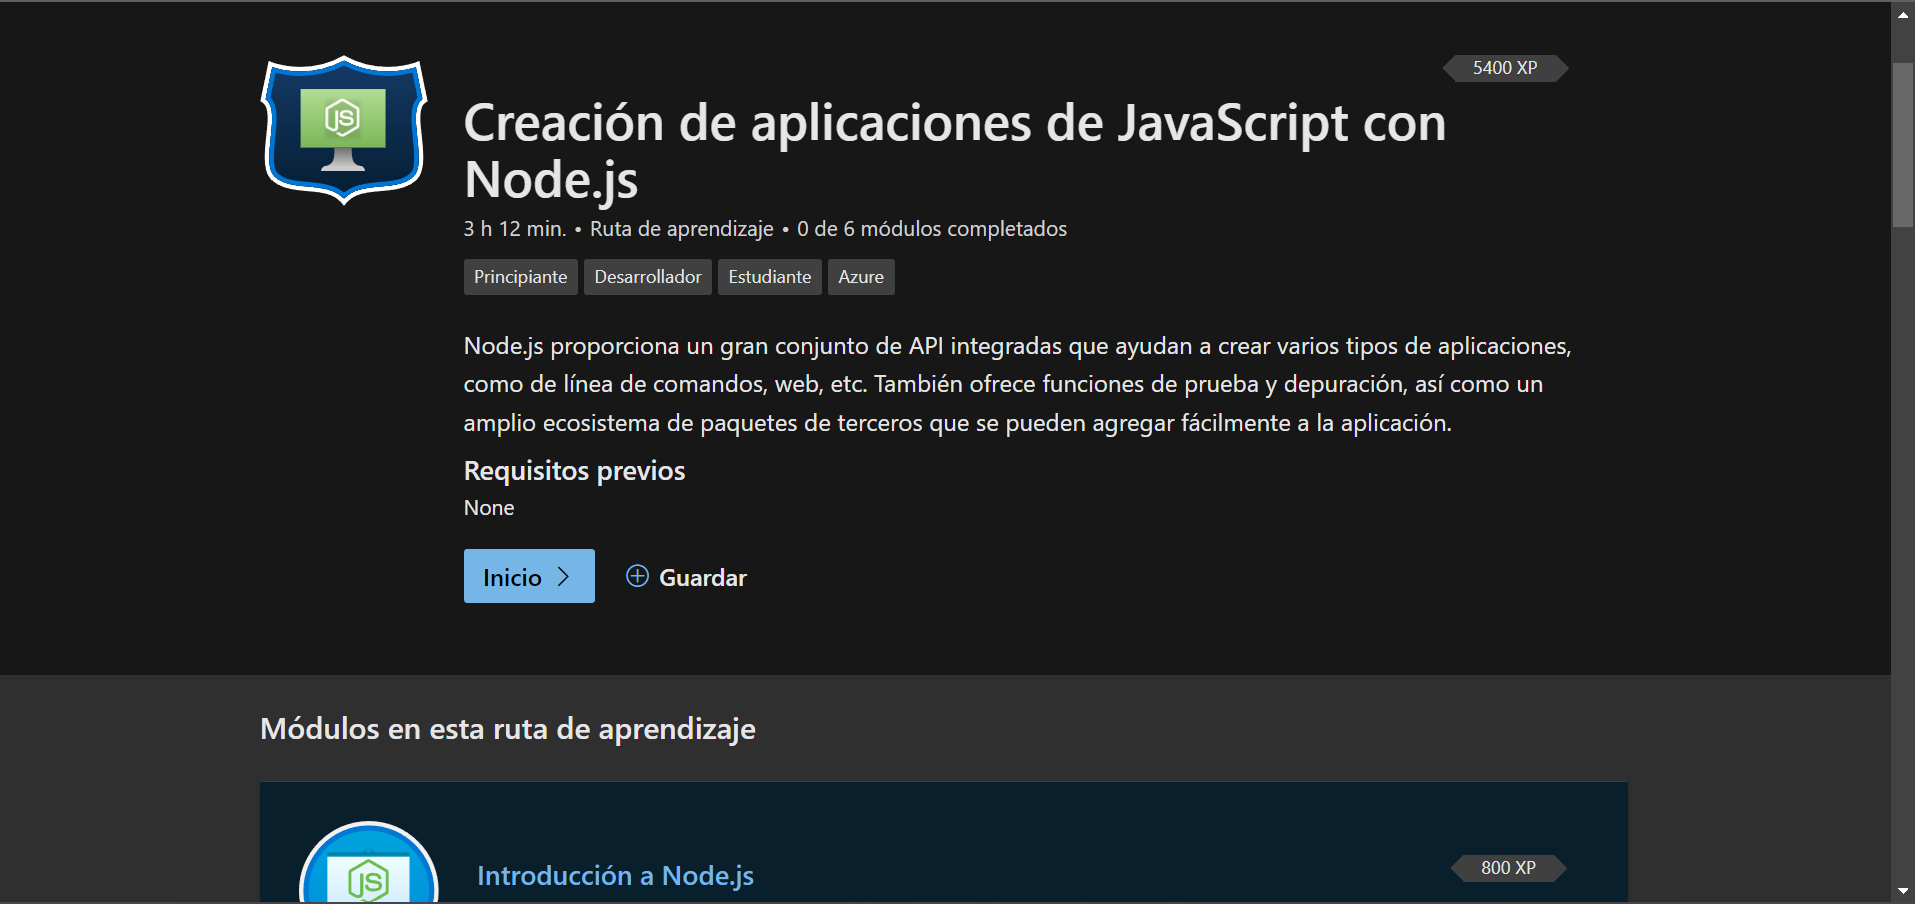 5400 XP
JS
Creación de aplicaciones de JavaScript con
Node.js
3 h 12 min. • Ruta de aprendizaje • 0 de 6 módulos completados
Principiante Desarrollador Estudiante Azure
Node.js proporciona un gran conjunto de API integradas que ayudan a crear varios tipos de aplicaciones,
como de línea de comandos, web, etc. También ofrece funciones de prueba y depuración, así como un
amplio ecosistema de paquetes de terceros que se pueden agregar fácilmente a la aplicación.
Requisitos previos
None
Inicio Guardar
Módulos en esta ruta de aprendizaje
JS
Introducción a Node.js
800 XP